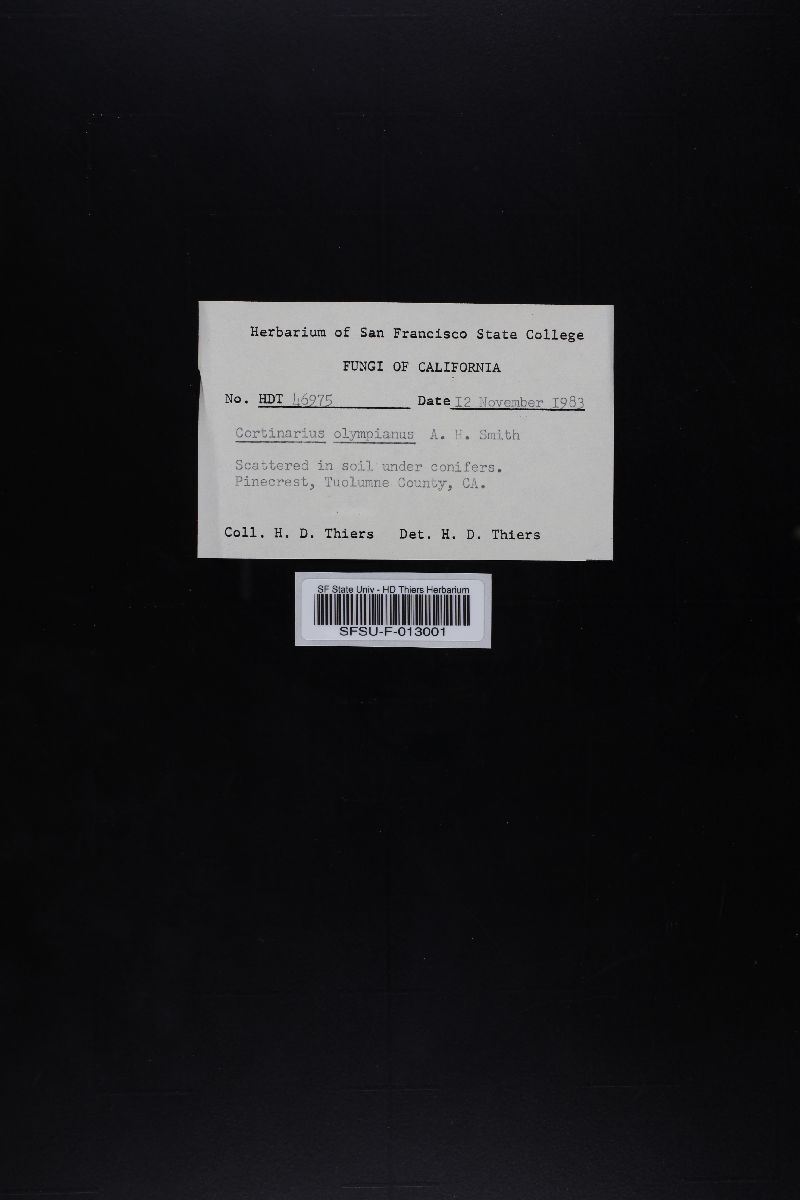 Herbarium of San Francisco State College
FUNGI OF CALIFORNIA
No. HDT 46975 Date 12 November 1983
Cortinarius olympianus A. H. Smith
Scattered in soil under conifers.
Pinecrest, Tuolumne County, CA.
Coll. H. D. Thiers Det. H. D. Thiers
SF State Univ - HD Thiers Herbarium
SFSU-F-013001